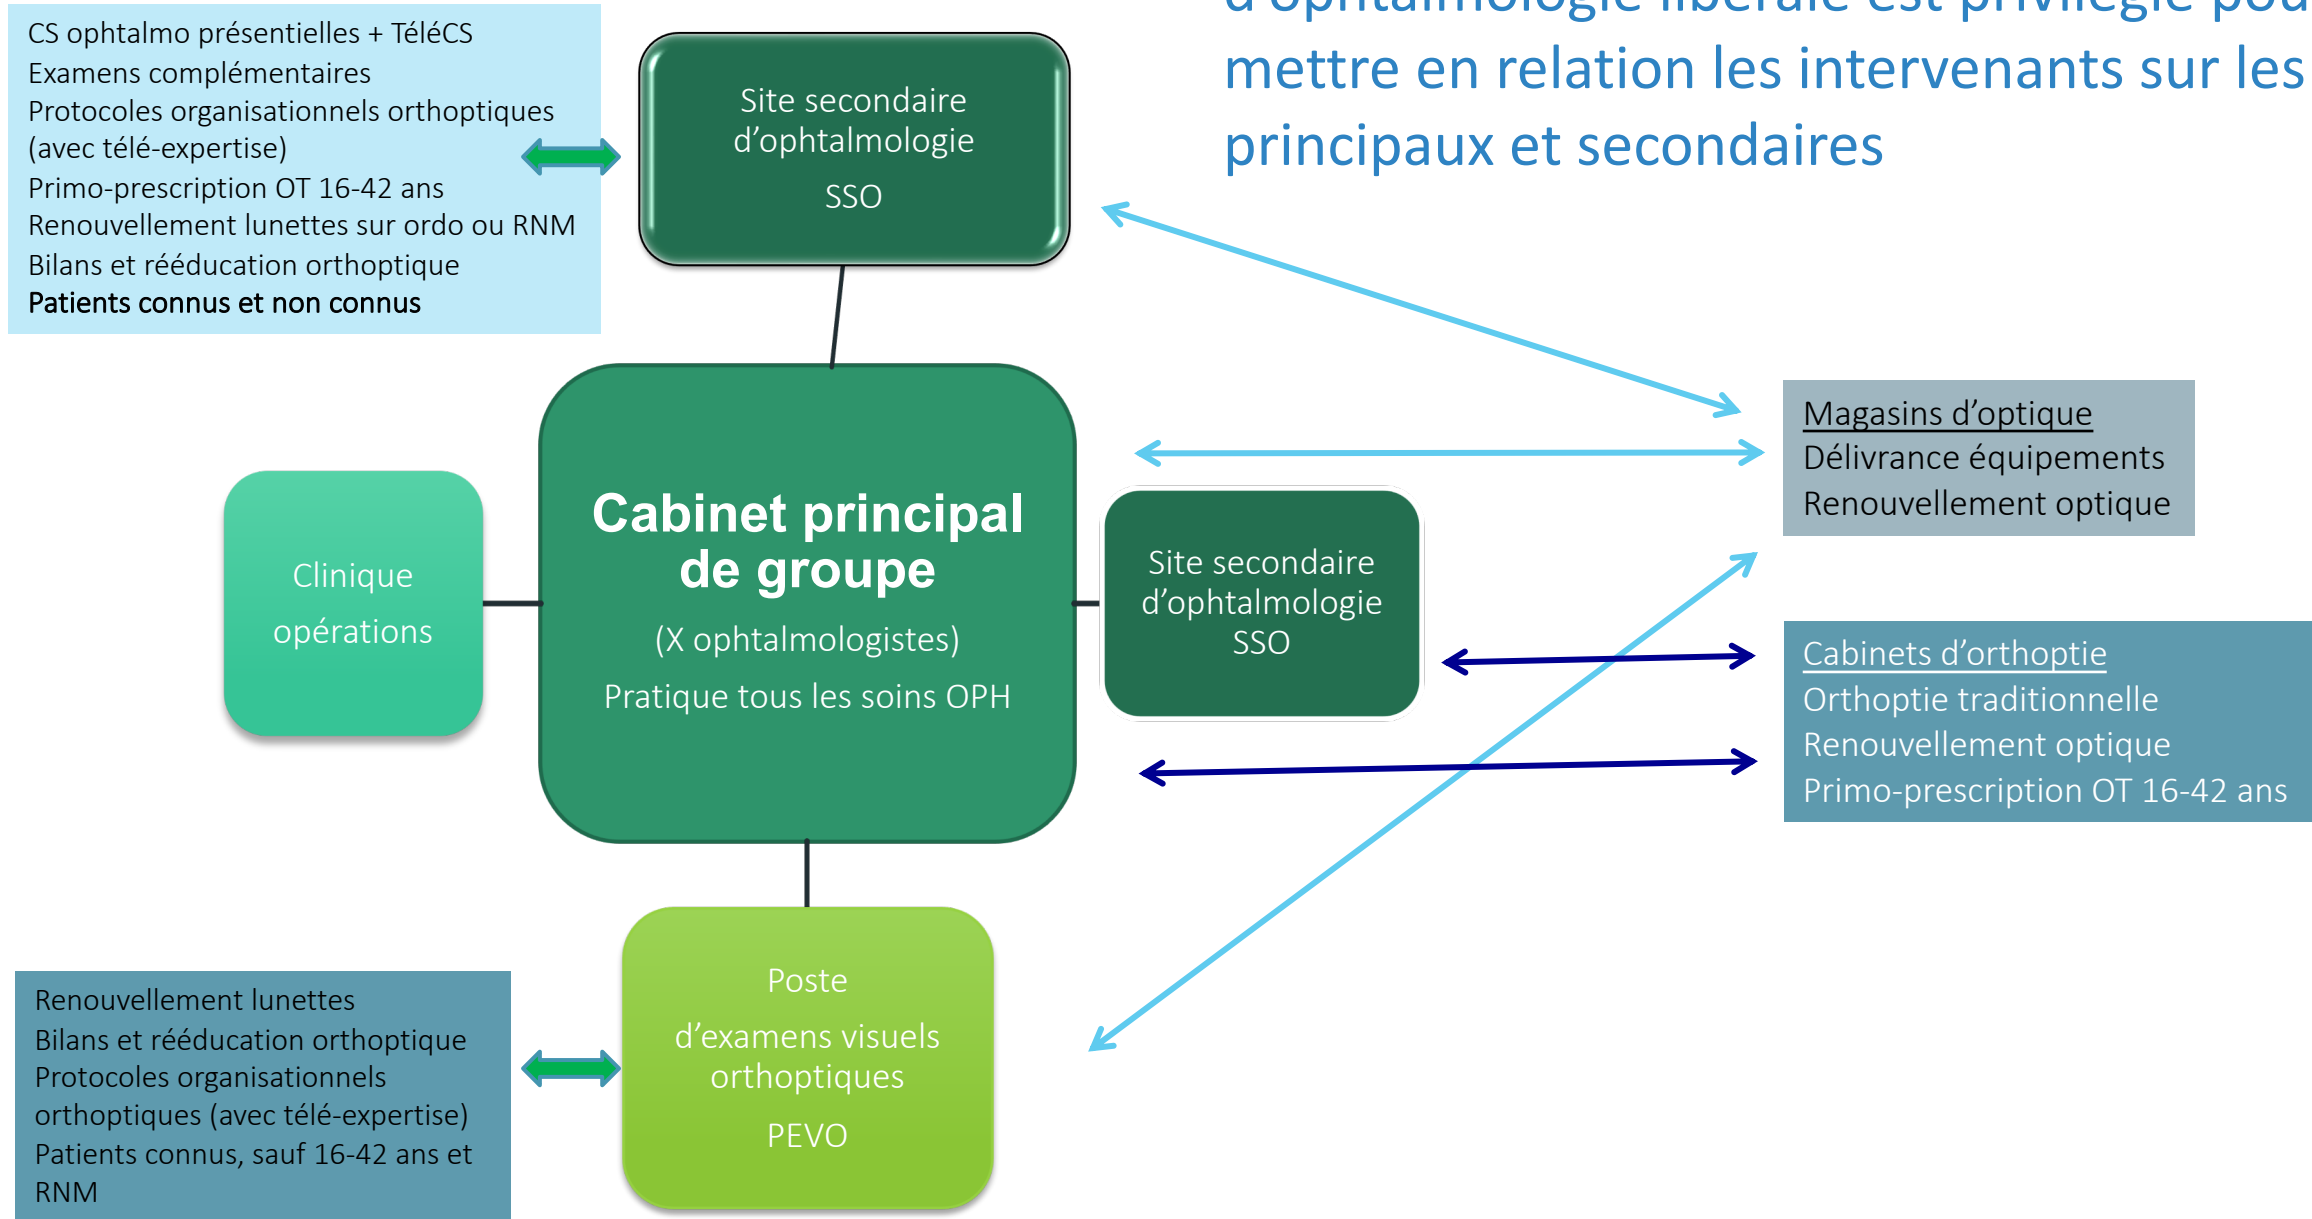 CS ophtalmo présentielles + TéléCS
Examens complémentaires
Protocoles organisationnels orthoptiques
(avec télé-expertise)
Primo-prescription OT 16-42 ans
Renouvellement lunettes sur ordo ou RNM
Bilans et rééducation orthoptique
Patients connus et non connus
Site secondaire
d’ophtalmologie
SSO
d'ophtalmologie libérale est privilégié pou
mettre en relation les intervenants sur les
principaux et secondaires
Clinique
opérations
Cabinet principal
de groupe
(X ophtalmologistes)
Pratique tous les soins OPH
Site secondaire
d’ophtalmologie
SSO
Magasins d’optique
Délivrance équipements
Renouvellement optique
Cabinets d’orthoptie
Orthoptie traditionnelle
Renouvellement optique
Primo-prescription OT 16-42 ans
Renouvellement lunettes
Bilans et rééducation orthoptique
Protocoles organisationnels
orthoptiques (avec télé-expertise)
Patients connus, sauf 16-42 ans et
RNM
Poste
d’examens visuels
orthoptiques
PEVO